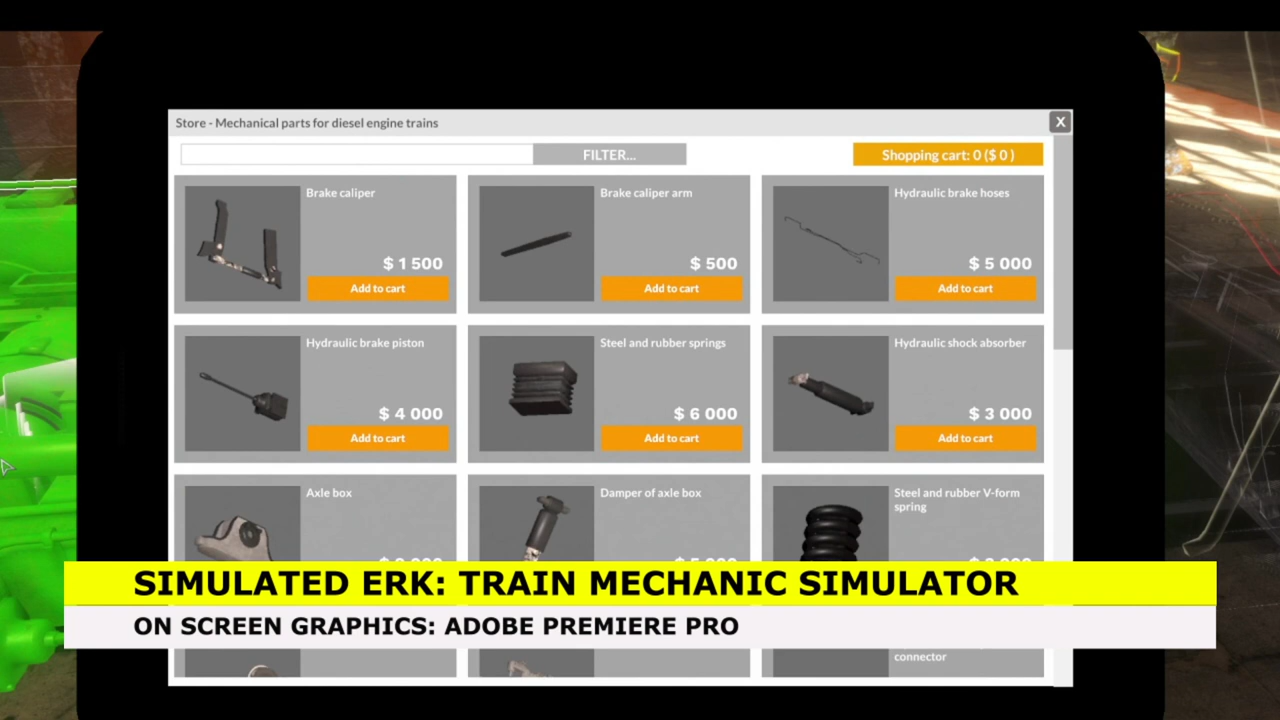 Store - Mechanical parts for diesel engine trains
X
FILTER...
Shopping cart: 0 ($ 0 )
Brake caliper
$ 1 500
Add to cart
Brake caliper arm
$ 500
Add to cart
Hydraulic brake hoses
$ 5 000
Add to cart
Hydraulic brake piston
$ 4 000
Add to cart
Steel and rubber springs
$ 6 000
Add to cart
Hydraulic shock absorber
$ 3 000
Add to cart
Axle box
Damper of axle box
Steel and rubber V-form
spring
SIMULATED ERK: TRAIN MECHANIC SIMULATOR
ON SCREEN GRAPHICS: ADOBE PREMIERE PRO
connector